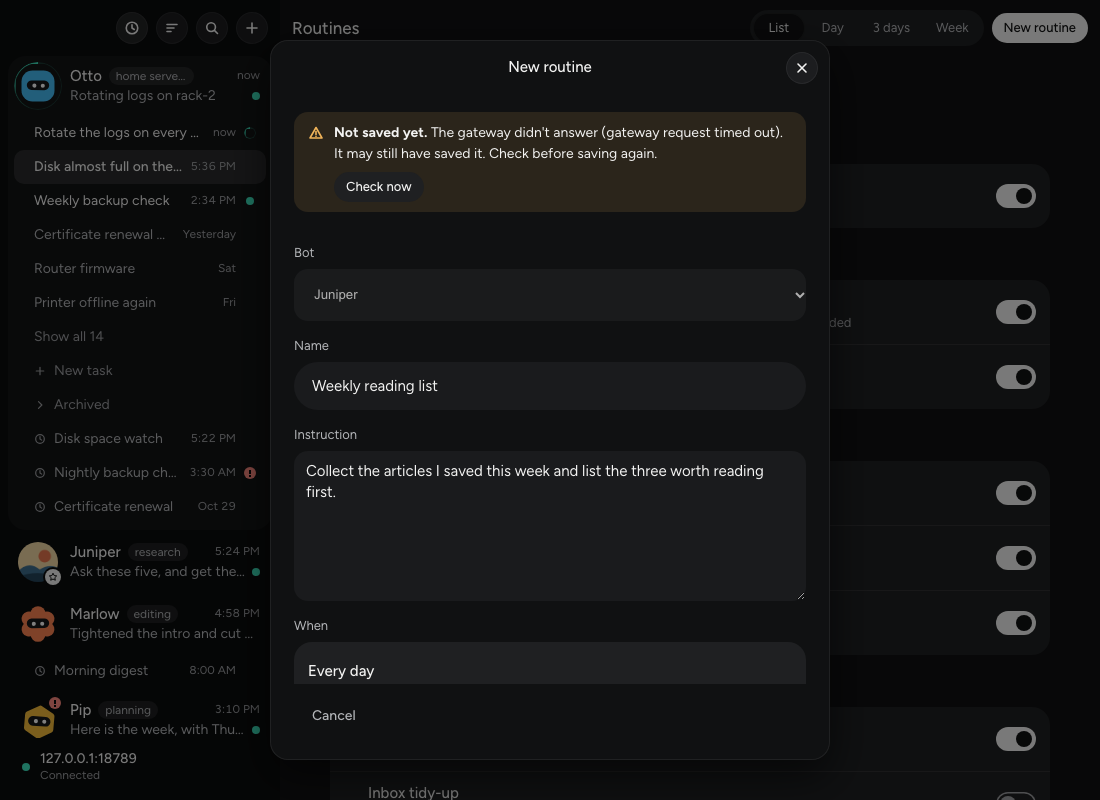 Routines
List
Day
3 days
Week
New routine
Otto
home serve...
now
Rotating logs on rack-2
Rotate the logs on every ...
now
Disk almost full on the...
5:36 PM
Weekly backup check
2:34 PM
Certificate renewal ...
Yesterday
Router firmware
Sat
Printer offline again
Fri
Show all 14
New task
Archived
Disk space watch
5:22 PM
Nightly backup ch...
3:30 AM
Certificate renewal
Oct 29
Juniper
research
5:24 PM
Ask these five, and get the...
Marlow
editing
4:58 PM
Tightened the intro and cut ...
Morning digest
8:00 AM
Pip
planning
3:10 PM
Here is the week, with Thu...
127.0.0.1:18789
Connected
New routine
Not saved yet. The gateway didn't answer (gateway request timed out).
It may still have saved it. Check before saving again.
Check now
Bot
Juniper
Name
Weekly reading list
Instruction
Collect the articles I saved this week and list the three worth reading
first.
When
Every day
Cancel
ded
Inbox tidy-up